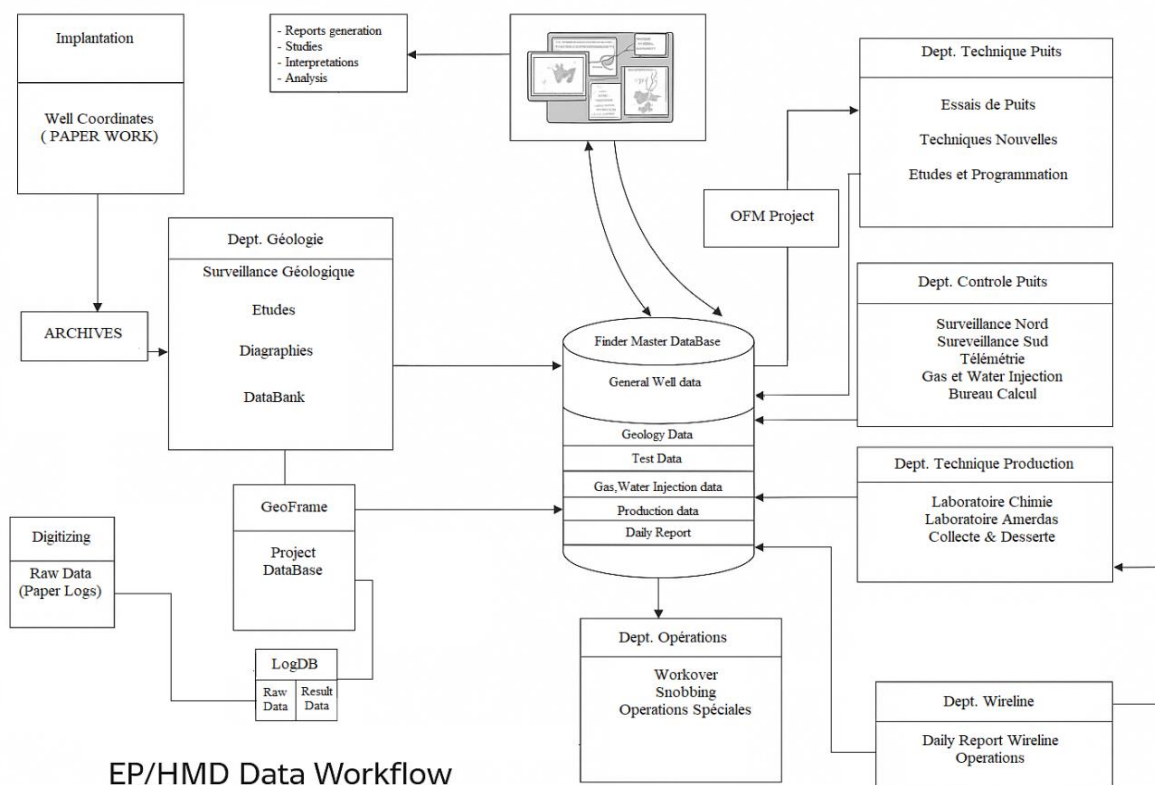 Implantation
Well Coordinates
( PAPER WORK)
- Reports generation
- Studies
- Interpretations
- Analysis
Dept. Technique Puits
Essais de Puits
Techniques Nouvelles
Etudes et Programmation
OFM Project
Dept. Géologie
Surveillance Géologique
Etudes
Diagraphies
DataBank
ARCHIVES
Finder Master DataBase
General Well data
Geology Data
Test Data
Gas,Water Injection data
Production data
Daily Report
Dept. Controle Puits
Surveillance Nord
Sureveillance Sud
Télémétrie
Gas et Water Injection
Bureau Calcul
Dept. Technique Production
Laboratoire Chimie
Laboratoire Amerdas
Collecte & Desserte
GeoFrame
Project
DataBase
Digitizing
Raw Data
(Paper Logs)
LogDB
Raw
Data
Result
Data
Dept. Opérations
Workover
Snobbing
Operations Spéciales
Dept. Wireline
Daily Report Wireline
Operations
EP/HMD Data Workflow